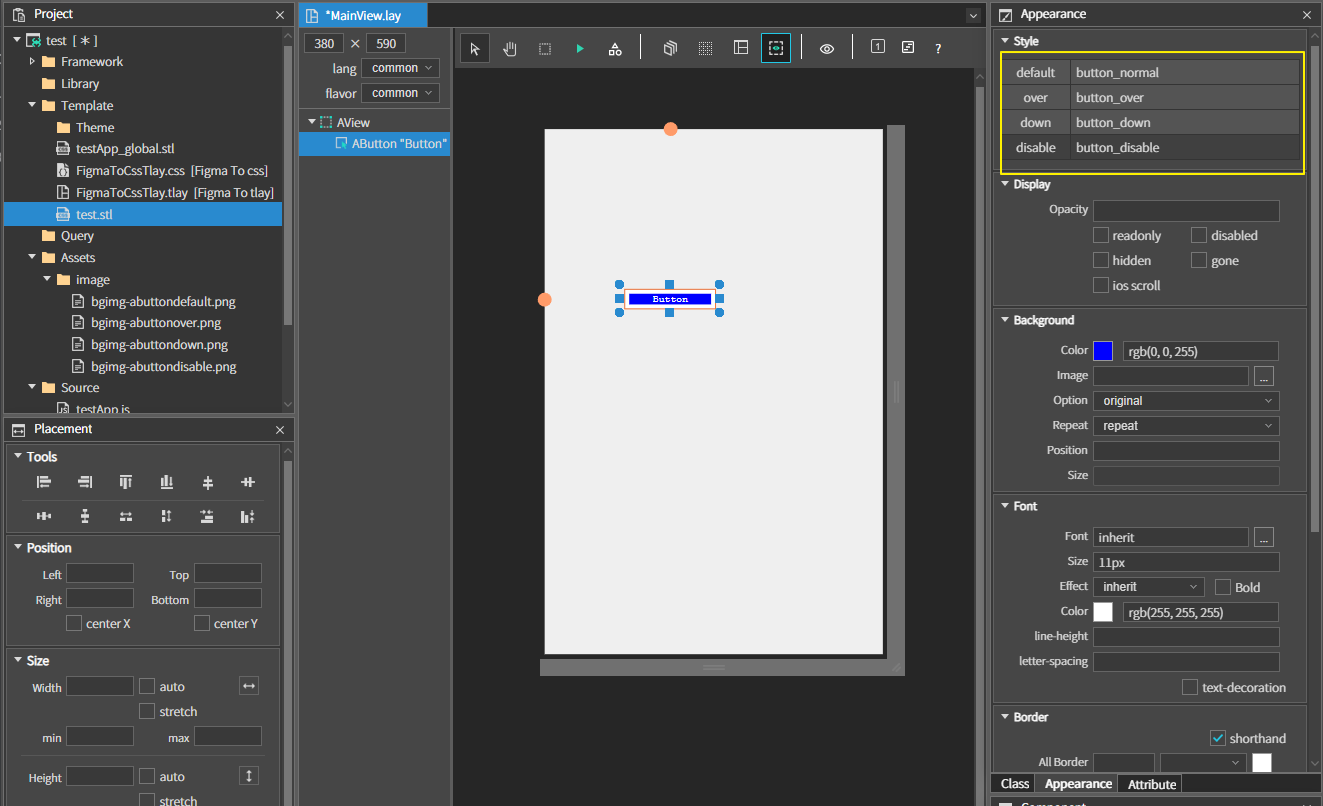 Project
test [ * ]
Framework
Library
Template
Theme
testApp_global.stl
FigmaToCssTlay.css [Figma To css]
FigmaToCssTlay.tlay [Figma To tlay]
test.stl
Query
Assets
image
bgimg-abuttondefault.png
bgimg-abuttonover.png
bgimg-abuttondown.png
bgimg-abuttondisable.png
Source
testApp.js
Placement
Tools
Position
Left
Top
Right
Bottom
center X
center Y
Size
Width
auto
stretch
min
max
Height
auto
stretch
*MainView.lay
380 × 590
lang common
flavor common
AView
AButton "Button"
1
?
Button
Appearance
Style
default button_normal
over button_over
down button_down
disable button_disable
Display
Opacity
readonly disabled
hidden gone
ios scroll
Background
Color rgb(0, 0, 255)
Image ...
Option original
Repeat repeat
Position
Size
Font
Font inherit ...
Size 11px
Effect inherit Bold
Color rgb(255, 255, 255)
line-height
letter-spacing
text-decoration
Border
shorthand
All Border
Class Appearance Attribute
Component